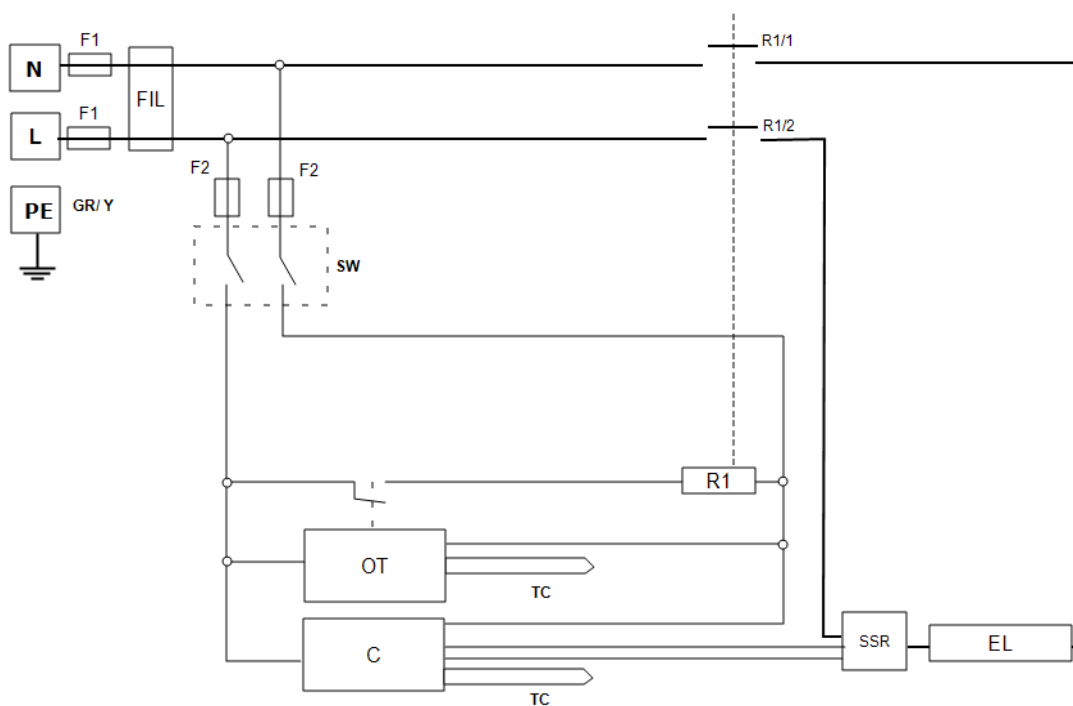 F1
R1/1
N
FIL
F1
L
R1/2
F2
F2
PE
GR/ Y
SW
R1
OT
TC
C
SSR
EL
TC